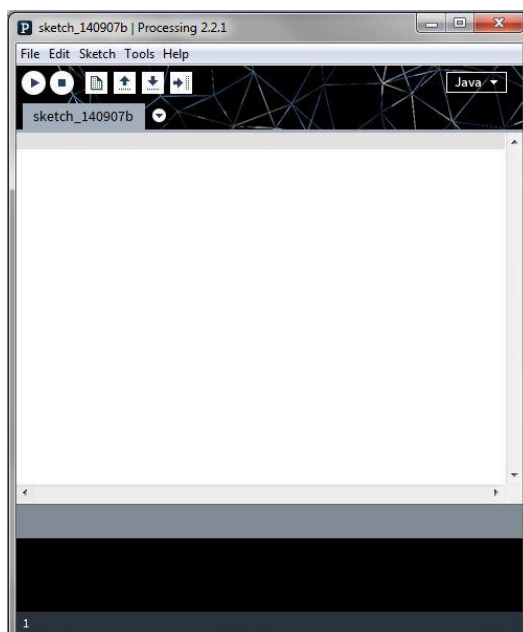 P sketch_140907b | Processing 2.2.1
File Edit Sketch Tools Help
Java
sketch_140907b
1